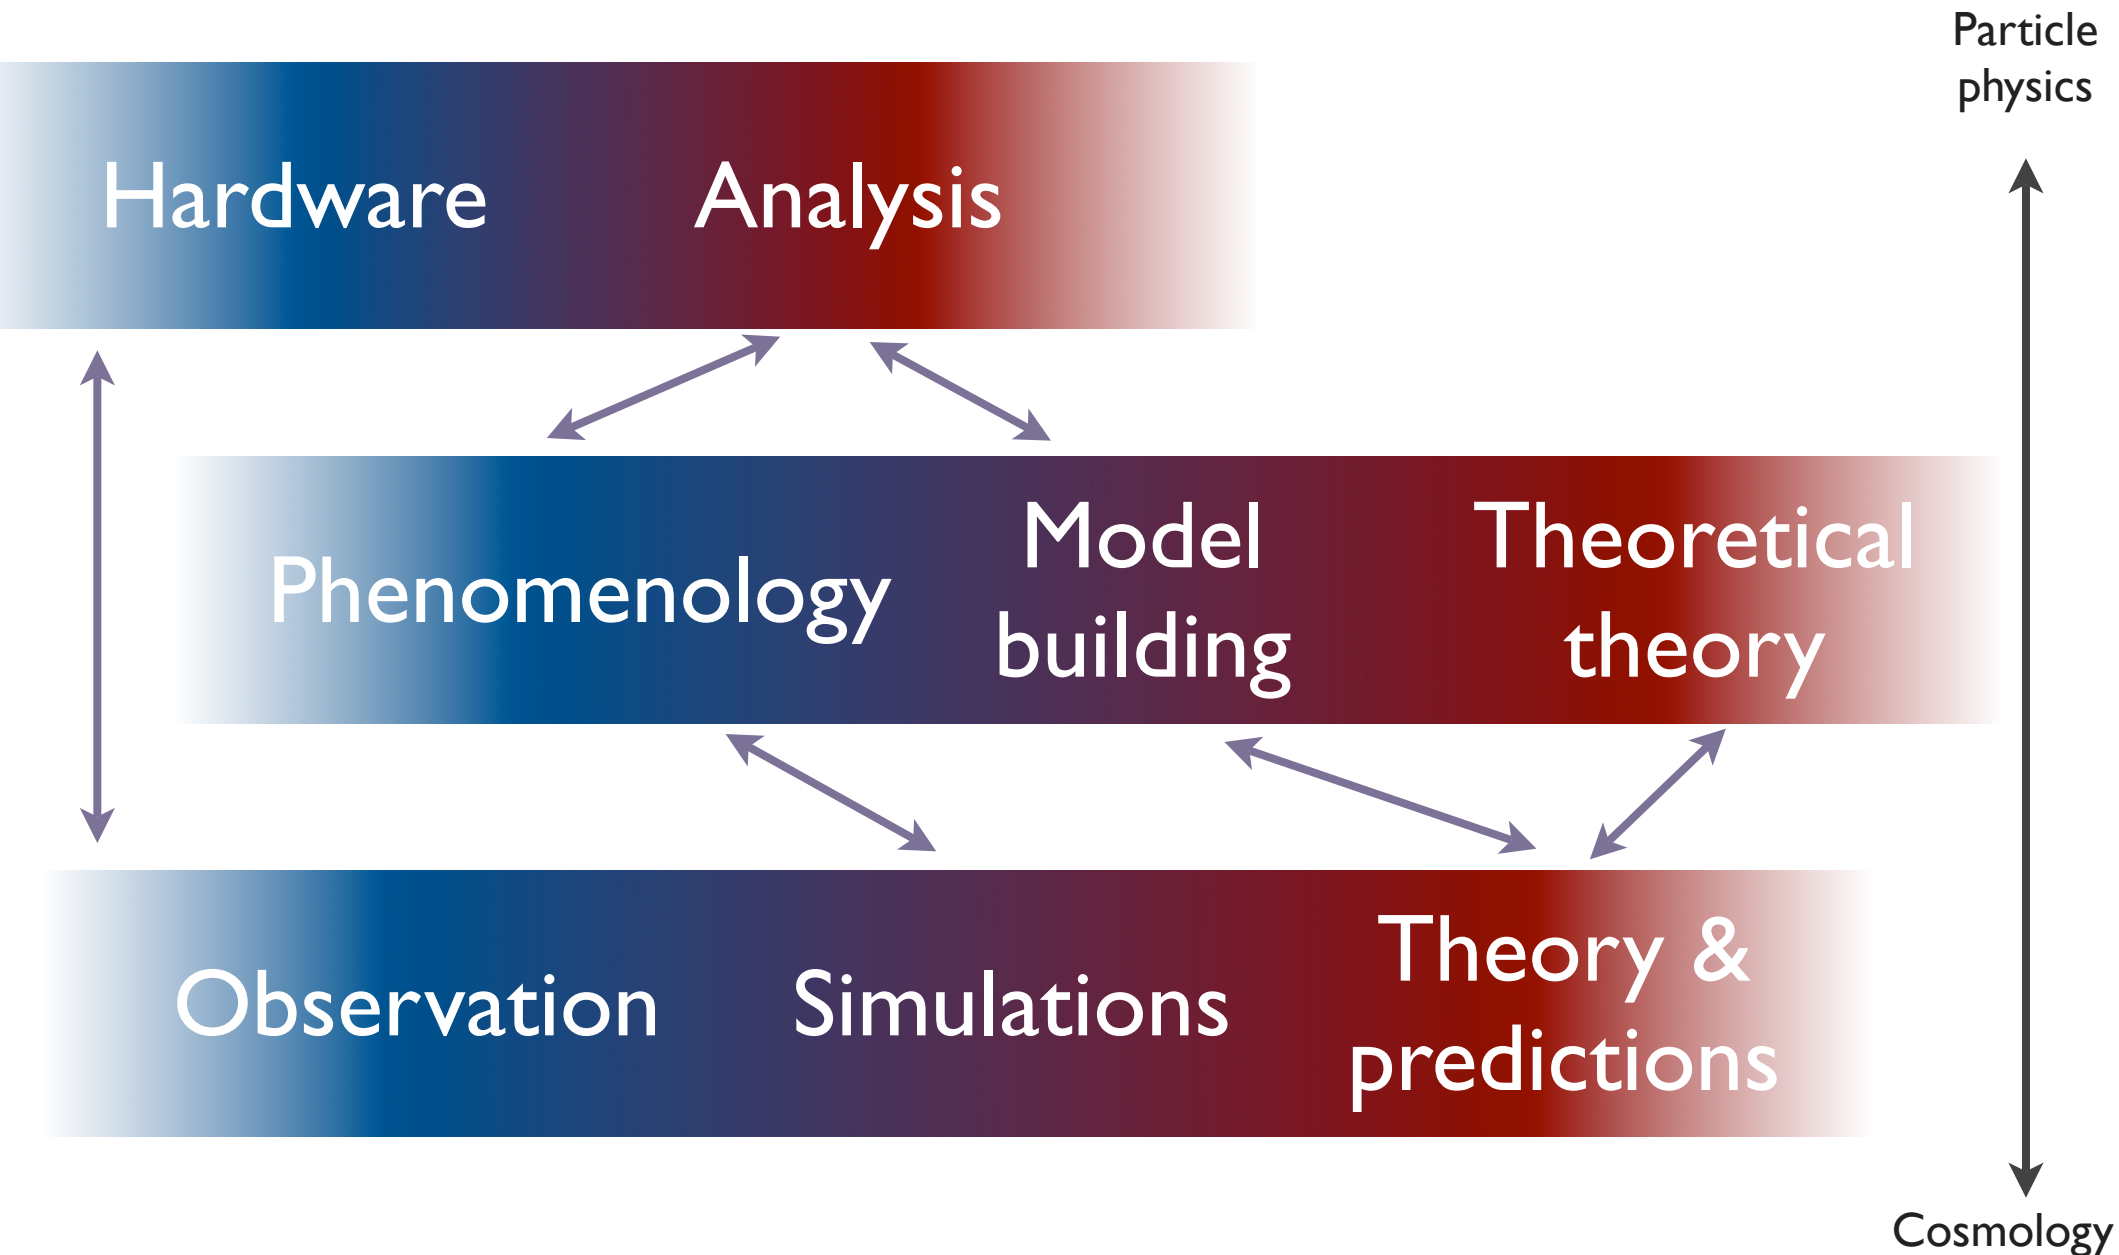 Particle
physics
Hardware
Analysis
Phenomenology
Model
building
Theoretical
theory
Observation
Simulations
Theory &
predictions
Cosmology